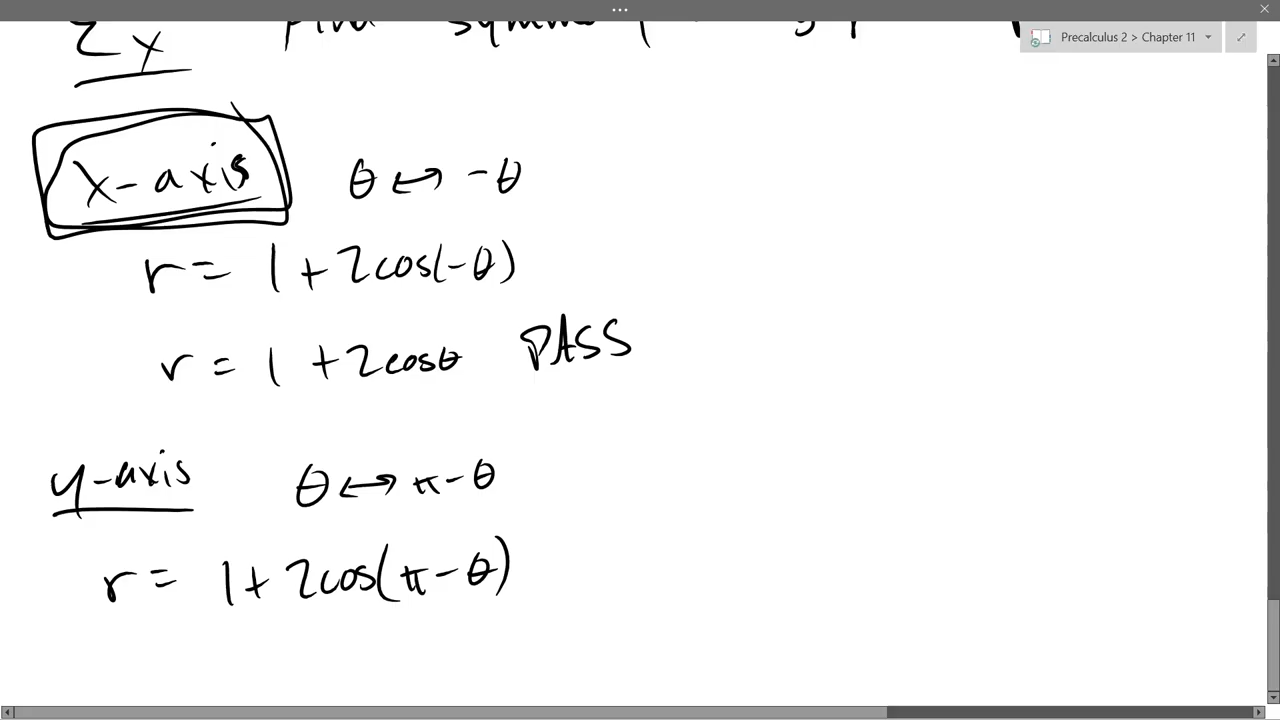 Precalculus 2 > Chapter 11
Ex
x-axis θ ↔ -θ
r = 1 + 2cos(-θ)
r = 1 + 2cosθ PASS
y-axis θ ↔ π - θ
r = 1 + 2cos(π - θ)